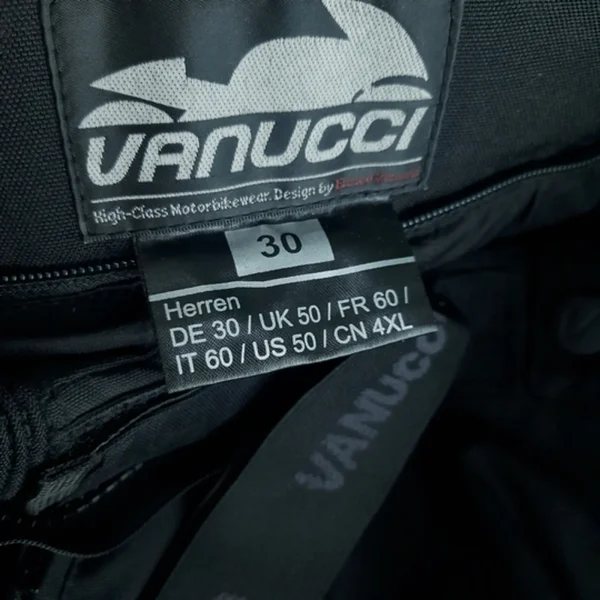 VANUCCI
High-Class Motorbikewear. Design by
30
Herren
DE 30 / UK 50 / FR 60 /
IT 60 / US 50 / CN 4XL
VANUCC